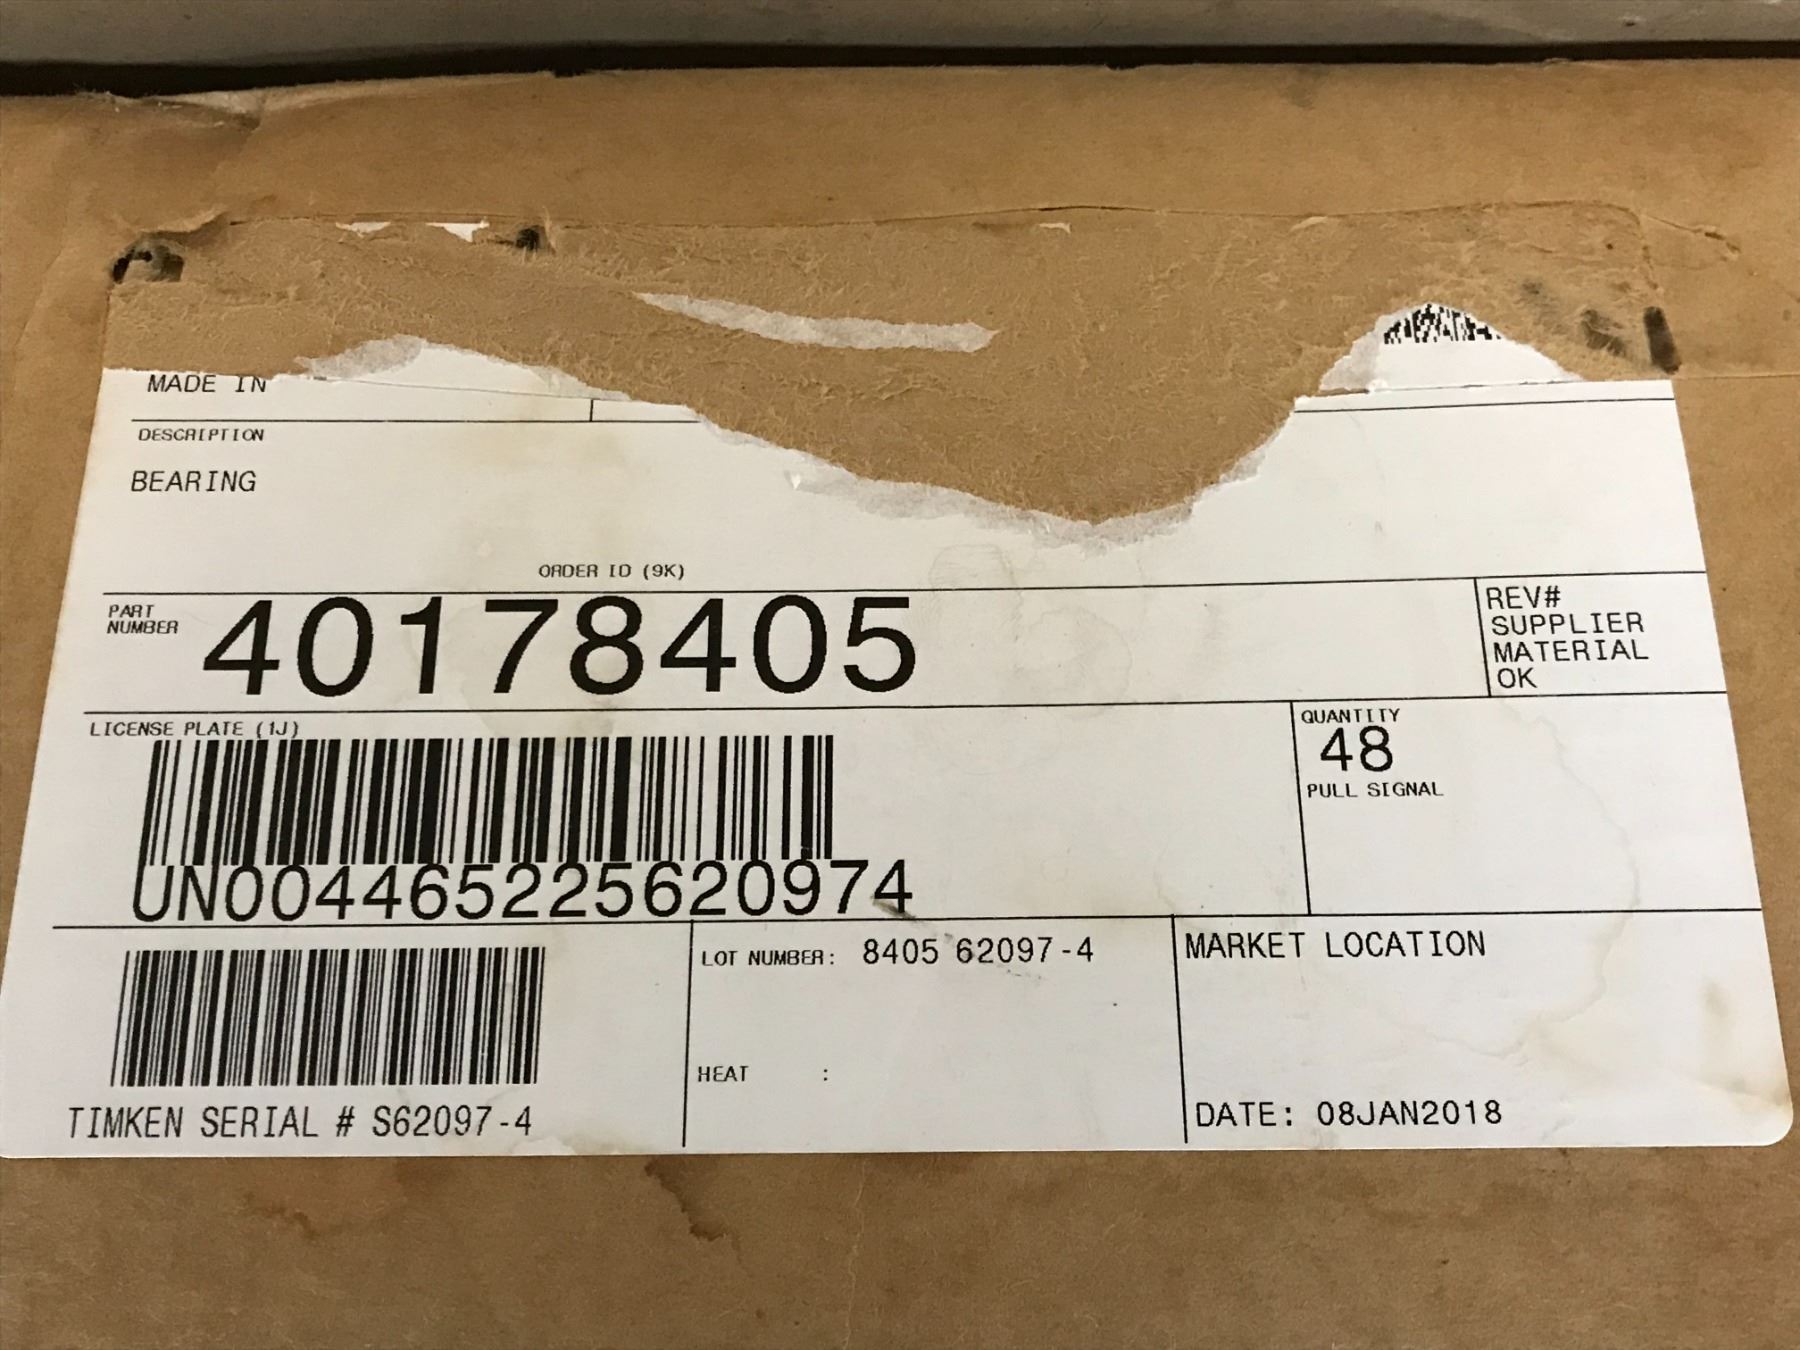 MADE IN
DESCRIPTION
BEARING
ORDER ID (9K)
PART
NUMBER
40178405
REV#
SUPPLIER
MATERIAL
OK
LICENSE PLATE (1J)
UN004465225620974
QUANTITY
48
PULL SIGNAL
TIMKEN SERIAL # S62097-4
LOT NUMBER: 8405 62097-4
HEAT :
MARKET LOCATION
DATE: 08JAN2018